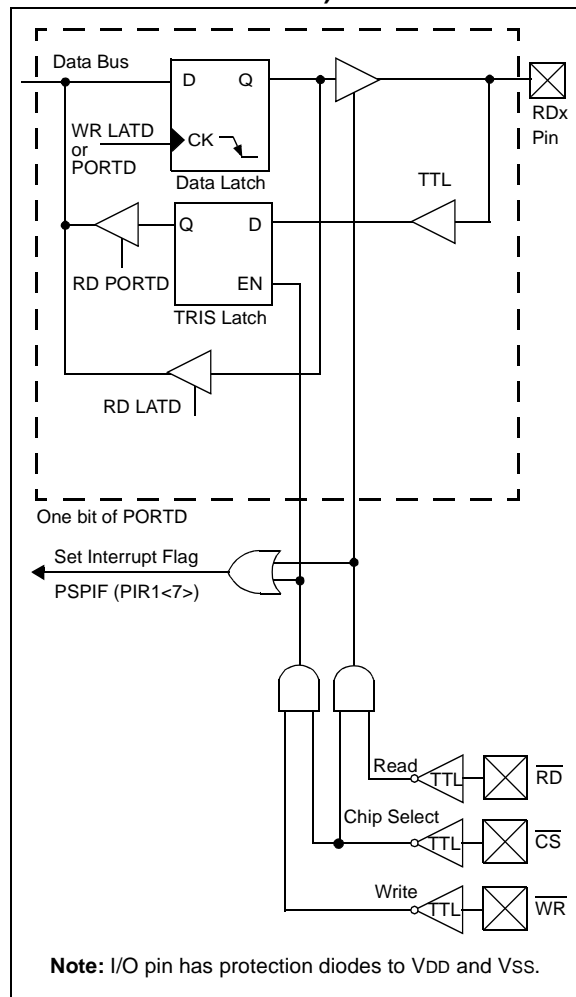 Data Bus
D Q
WR LATD
or
PORTD
CK
Data Latch
RDx
Pin
TTL
Q D
RD PORTD
EN
TRIS Latch
RD LATD
One bit of PORTD
Set Interrupt Flag
PSPIF (PIR1<7>)
Read
TTL
RD
Chip Select
TTL
CS
Write
TTL
WR
Note: I/O pin has protection diodes to VDD and VSS.